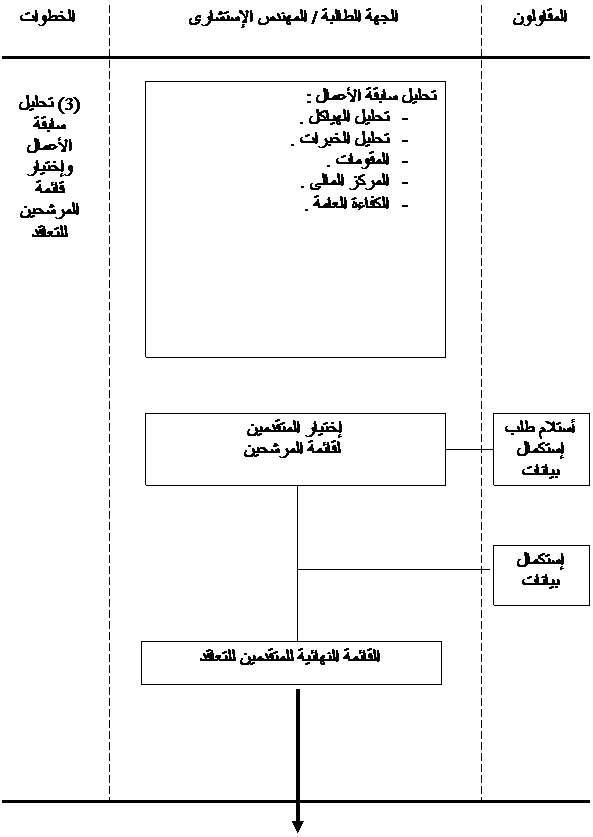 المقاولون
الجهة الطالبة / المهندس الإستشارى
الخطوات
(3) تحليل
سابقة
الأعمال
وإختيار
قائمة
المرشحين
للتعاقد
تحليل سابقة الأعمال :
- تحليل الهياكل .
- تحليل الخبرات .
- المقومات .
- المركز المالى .
- الكفاءة العامة .
إختيار المتقدمين
لقائمة المرشحين
أستلام طلب
إستكمال
بيانات
إستكمال
بيانات
القائمة النهائية للمتقدمين للتعاقد